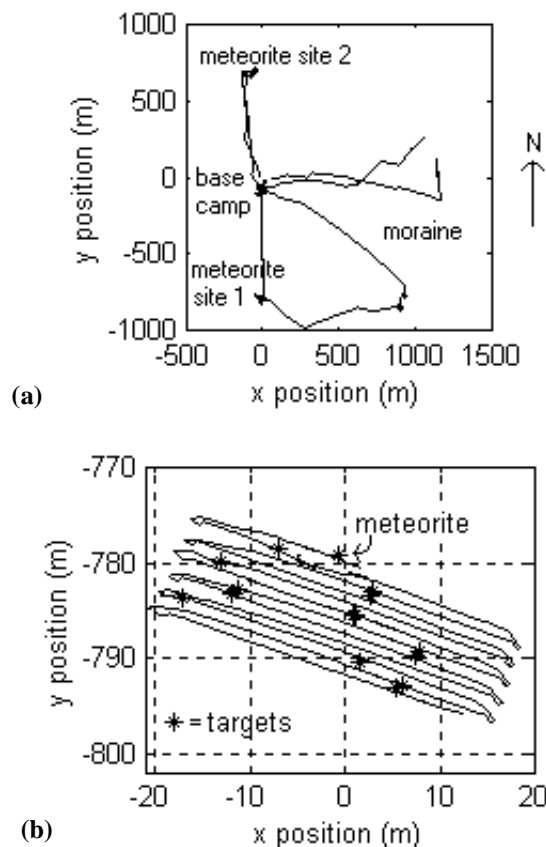 1000
500
0
-500
-1000
y position (m)
meteorite site 2
base
camp
moraine
meteorite
site 1
N
-500 0 500 1000 1500
x position (m)
(a)
-770
-780
-790
-800
y position (m)
meteorite
* = targets
-20 -10 0 10 20
x position (m)
(b)